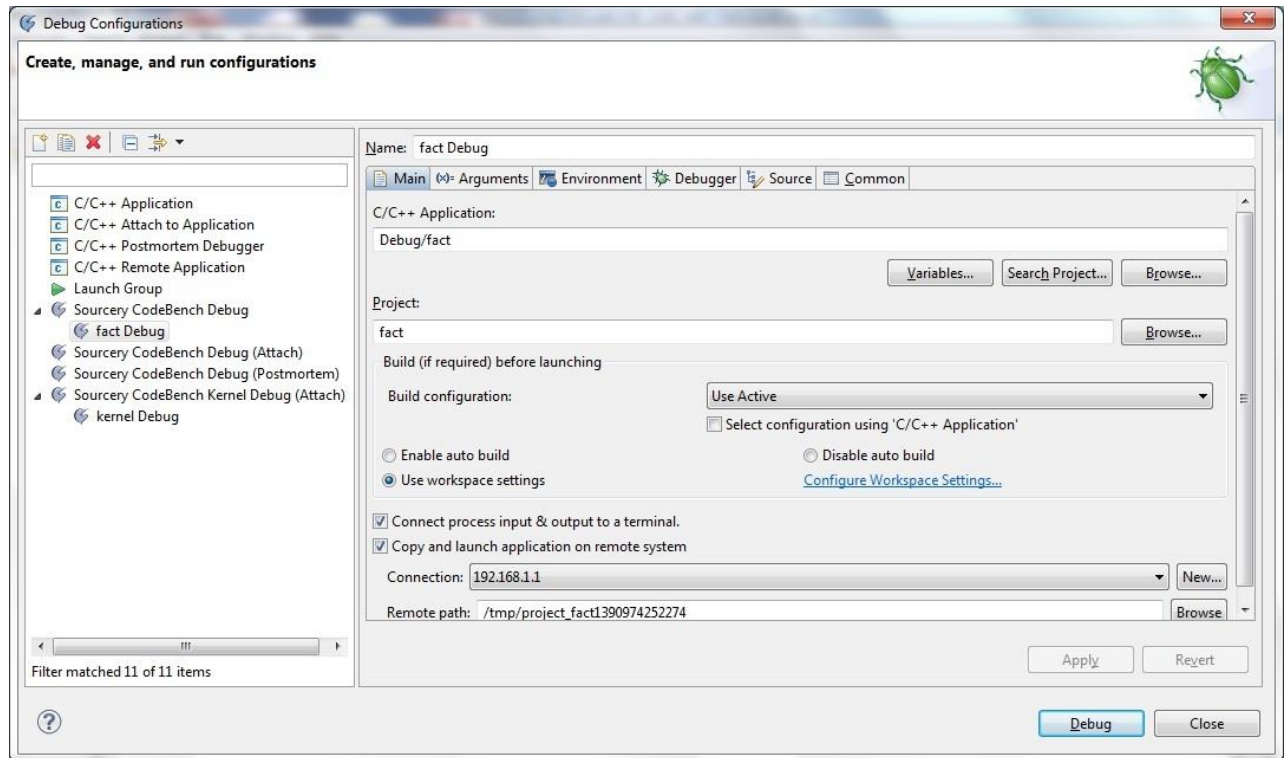 Debug Configurations
Create, manage, and run configurations
C/C++ Application
C/C++ Attach to Application
C/C++ Postmortem Debugger
C/C++ Remote Application
Launch Group
Sourcery CodeBench Debug
fact Debug
Sourcery CodeBench Debug (Attach)
Sourcery CodeBench Debug (Postmortem)
Sourcery CodeBench Kernel Debug (Attach)
kernel Debug
Filter matched 11 of 11 items
Name: fact Debug
Main (x)= Arguments Environment Debugger Source Common
C/C++ Application:
Debug/fact
Variables... Search Project... Browse...
Project:
fact Browse...
Build (if required) before launching
Build configuration: Use Active
Select configuration using 'C/C++ Application'
Enable auto build Disable auto build
Use workspace settings Configure Workspace Settings...
Connect process input & output to a terminal.
Copy and launch application on remote system
Connection: 192.168.1.1 New...
Remote path: /tmp/project_fact1390974252274 Browse
Apply Revert
Debug Close